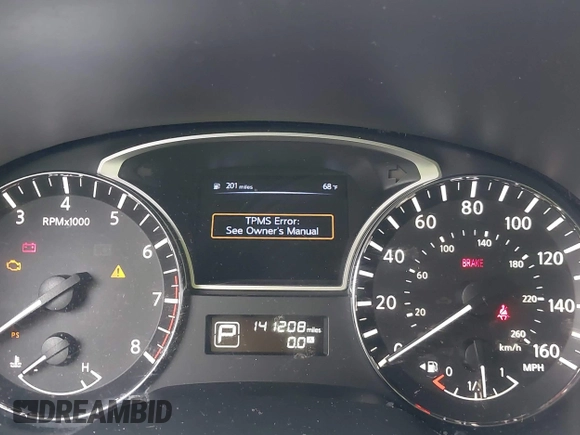 201 miles 68 °F
TPMS Error:
See Owner's Manual
RPMx1000
3 4 5 6 7 8
PS
H
P 141208 miles
0.0
0 20 40 60 80 100 120 140 160
MPH
20 60 100 140 180 220 260
km/h
BRAKE
0 1/2 1
DREAMBID